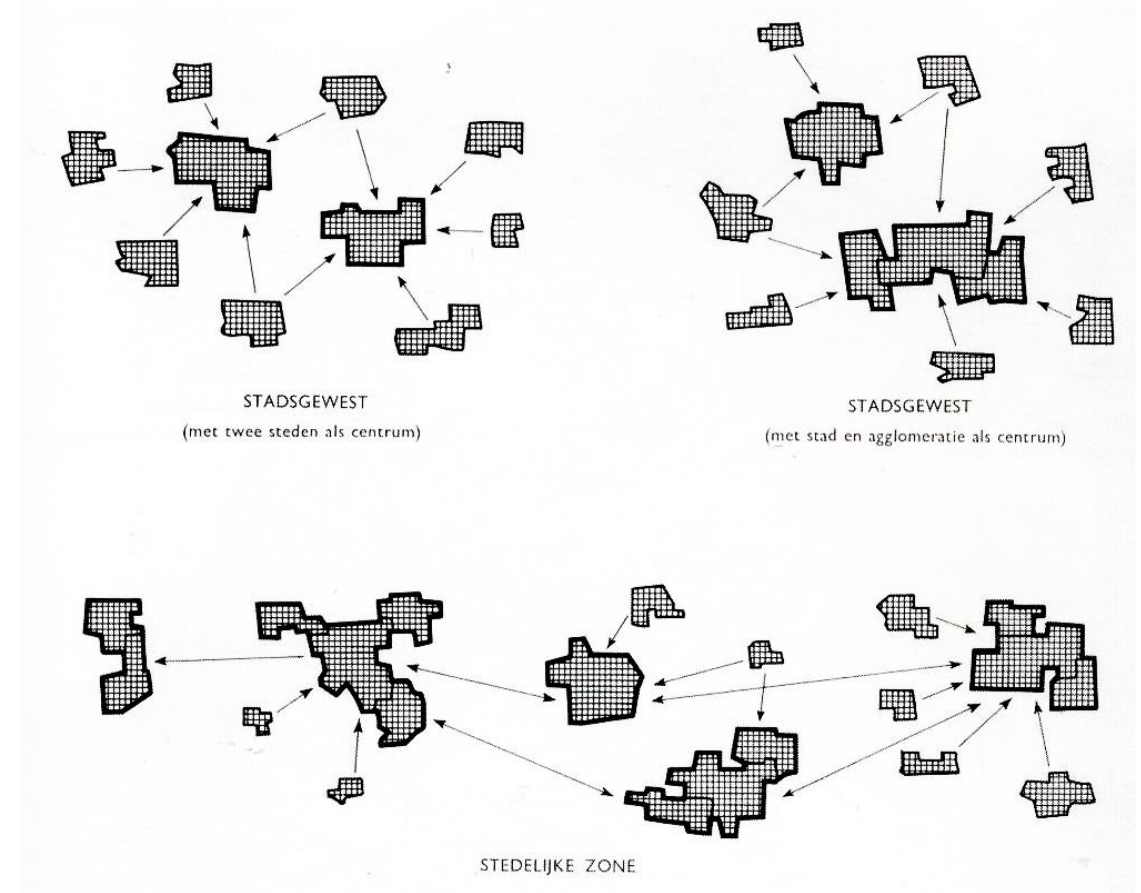 STADSGEWEST
(met twee steden als centrum)
STADSGEWEST
(met stad en agglomeratie als centrum)
STEDELIJKE ZONE